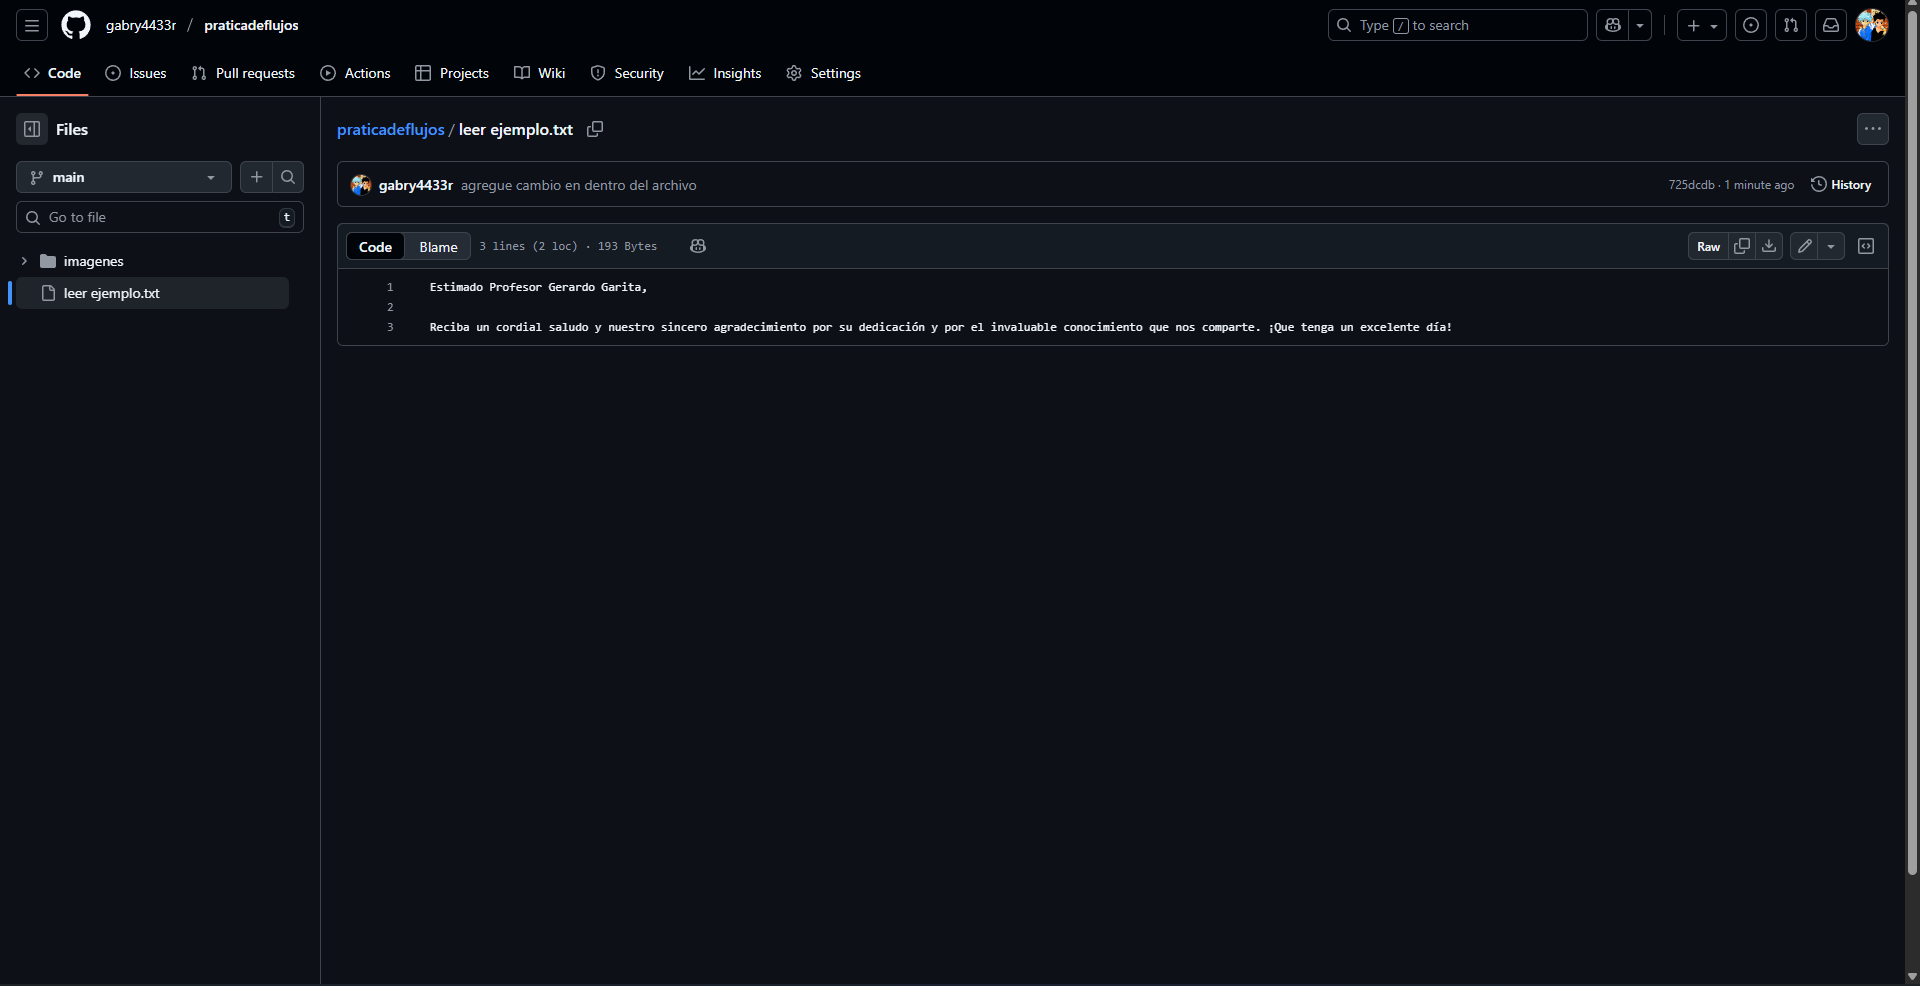 gabry4433r / praticadeflujos
Type / to search
Code Issues Pull requests Actions Projects Wiki Security Insights Settings
Files
main
Go to file t
imagenes
leer ejemplo.txt
praticadeflujos / leer ejemplo.txt
gabry4433r agregue cambio en dentro del archivo
725dcdb · 1 minute ago History
Code Blame 3 lines (2 loc) · 193 Bytes
Raw
1 Estimado Profesor Gerardo Garita,
2
3 Reciba un cordial saludo y nuestro sincero agradecimiento por su dedicación y por el invaluable conocimiento que nos comparte. ¡Que tenga un excelente día!